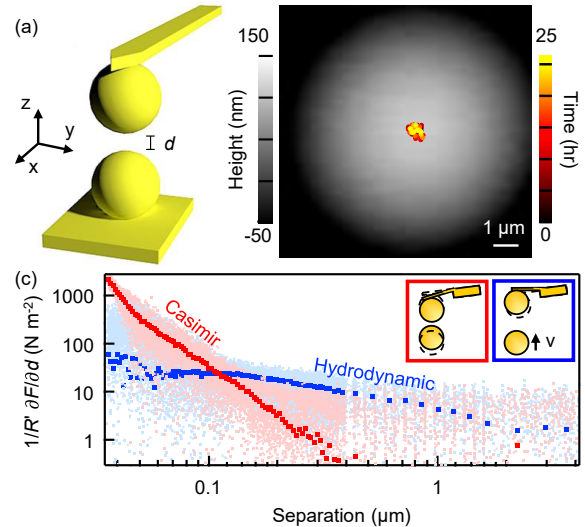 (a)
z
y
x
d
150
Height (nm)
-50
25
Time (hr)
0
1 μm
(c)
1/R' ∂F/∂d (N m⁻²)
1000
100
10
1
Casimir
Hydrodynamic
v
0.1
1
Separation (μm)